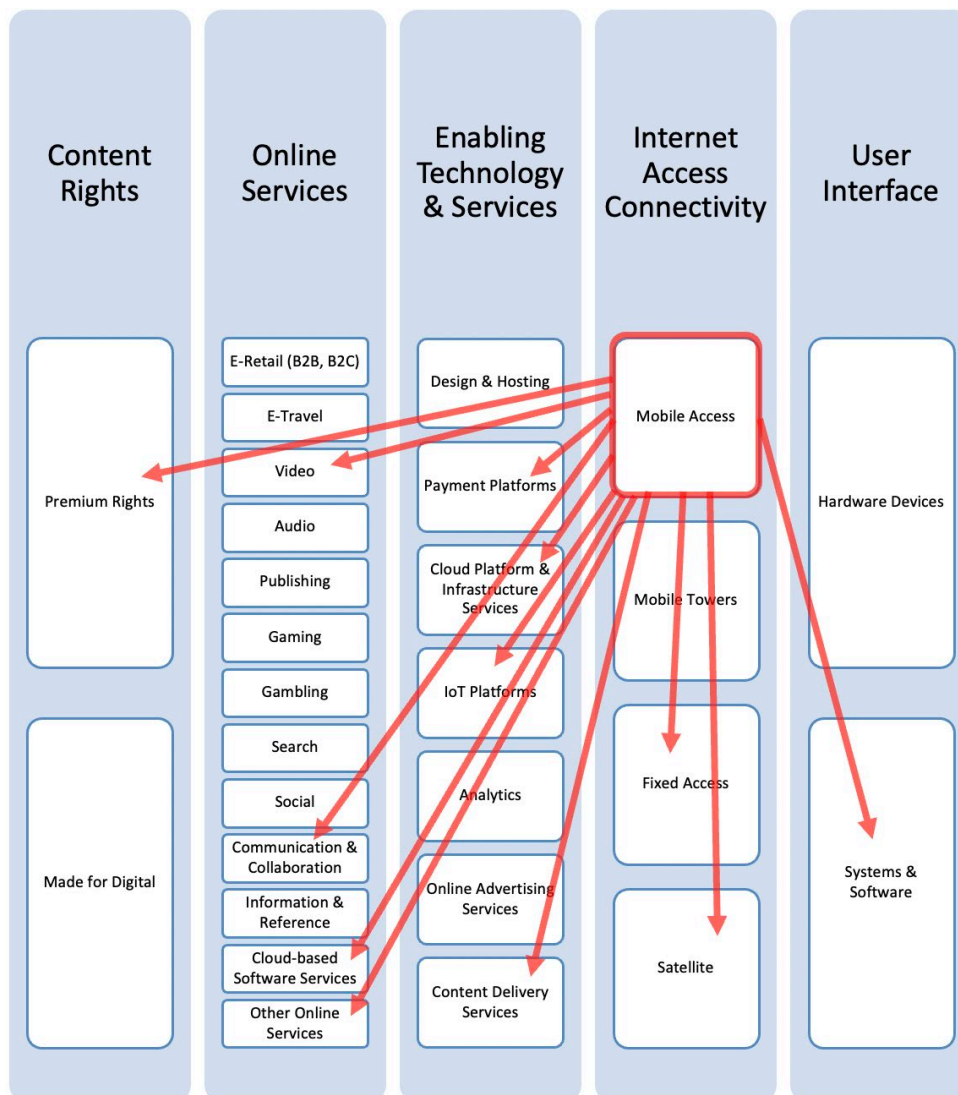 Content
Rights
Online
Services
Enabling
Technology
& Services
Internet
Access
Connectivity
User
Interface
Premium Rights
Made for Digital
E-Retail (B2B, B2C)
E-Travel
Video
Audio
Publishing
Gaming
Gambling
Search
Social
Communication &
Collaboration
Information &
Reference
Cloud-based
Software Services
Other Online
Services
Design & Hosting
Payment Platforms
Cloud Platform &
Infrastructure
Services
IoT Platforms
Analytics
Online Advertising
Services
Content Delivery
Services
Mobile Access
Mobile Towers
Fixed Access
Satellite
Hardware Devices
Systems &
Software